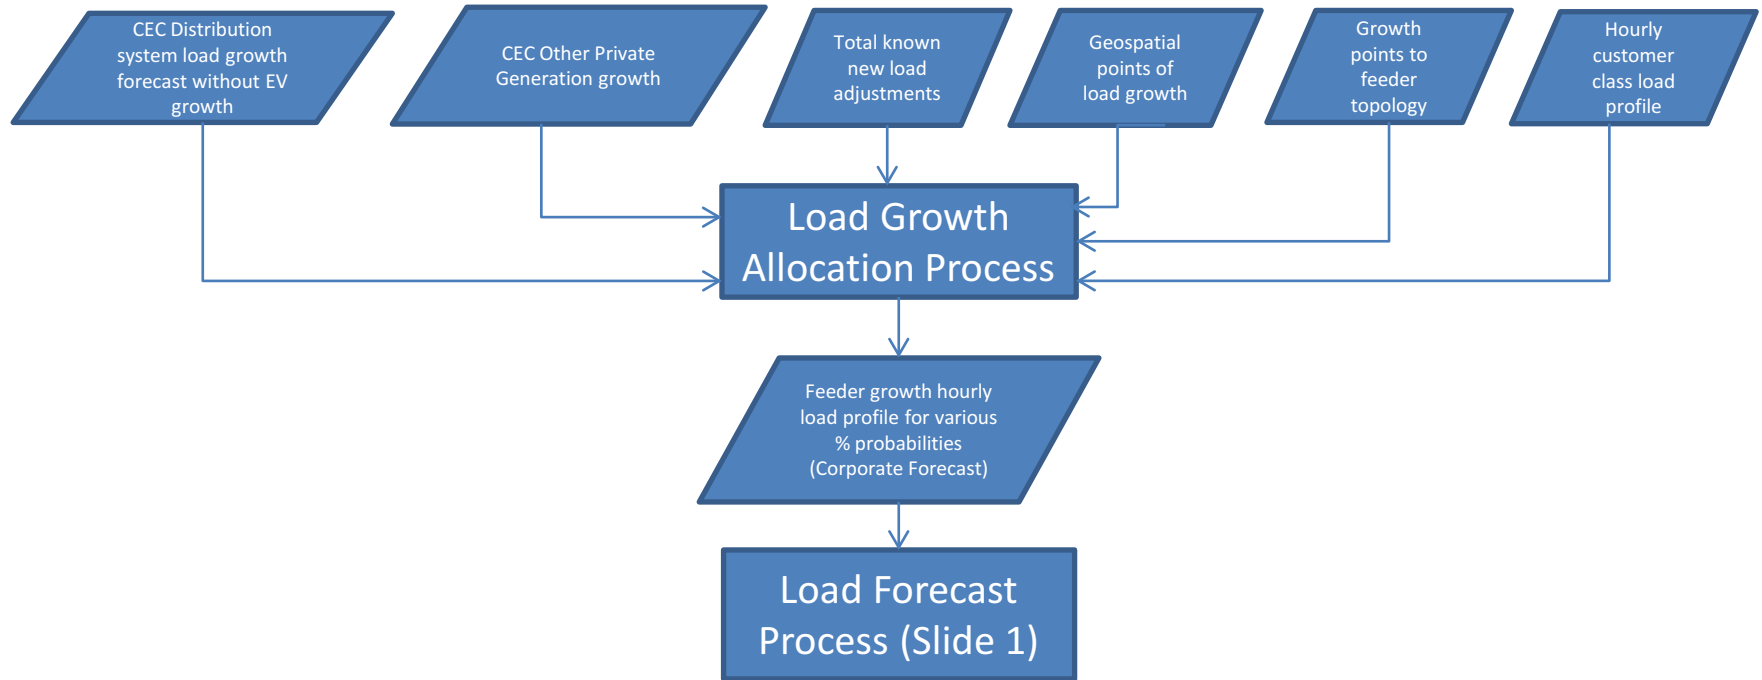 CEC Distribution
system load growth
forecast without EV
growth
CEC Other Private
Generation growth
Total known
new load
adjustments
Geospatial
points of
load growth
Growth
points to
feeder
topology
Hourly
customer
class load
profile
Load Growth
Allocation Process
Feeder growth hourly
load profile for various
% probabilities
(Corporate Forecast)
Load Forecast
Process (Slide 1)